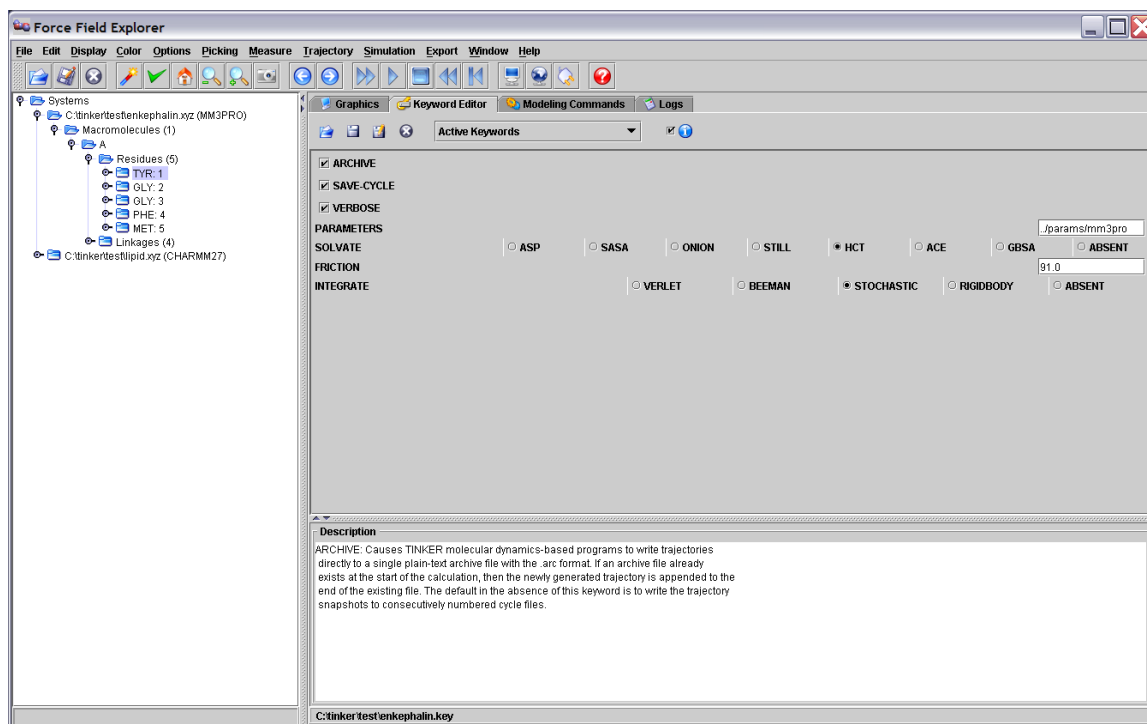 Force Field Explorer
File Edit Display Color Options Picking Measure Trajectory Simulation Export Window Help
Systems
C:\tinker\test\enkephalin.xyz (MM3PRO)
Macromolecules (1)
A
Residues (5)
TYR: 1
GLY: 2
GLY: 3
PHE: 4
MET: 5
Linkages (4)
C:\tinker\test\lipid.xyz (CHARMM27)
Graphics Keyword Editor Modeling Commands Logs
Active Keywords
ARCHIVE
SAVE-CYCLE
VERBOSE
PARAMETERS ../params/mm3pro
SOLVATE ASP SASA ONION STILL HCT ACE GBSA ABSENT
FRICTION 91.0
INTEGRATE VERLET BEEMAN STOCHASTIC RIGIDBODY ABSENT
Description
ARCHIVE: Causes TINKER molecular dynamics-based programs to write trajectories
directly to a single plain-text archive file with the .arc format. If an archive file already
exists at the start of the calculation, then the newly generated trajectory is appended to the
end of the existing file. The default in the absence of this keyword is to write the trajectory
snapshots to consecutively numbered cycle files.
C:\tinker\test\enkephalin.key